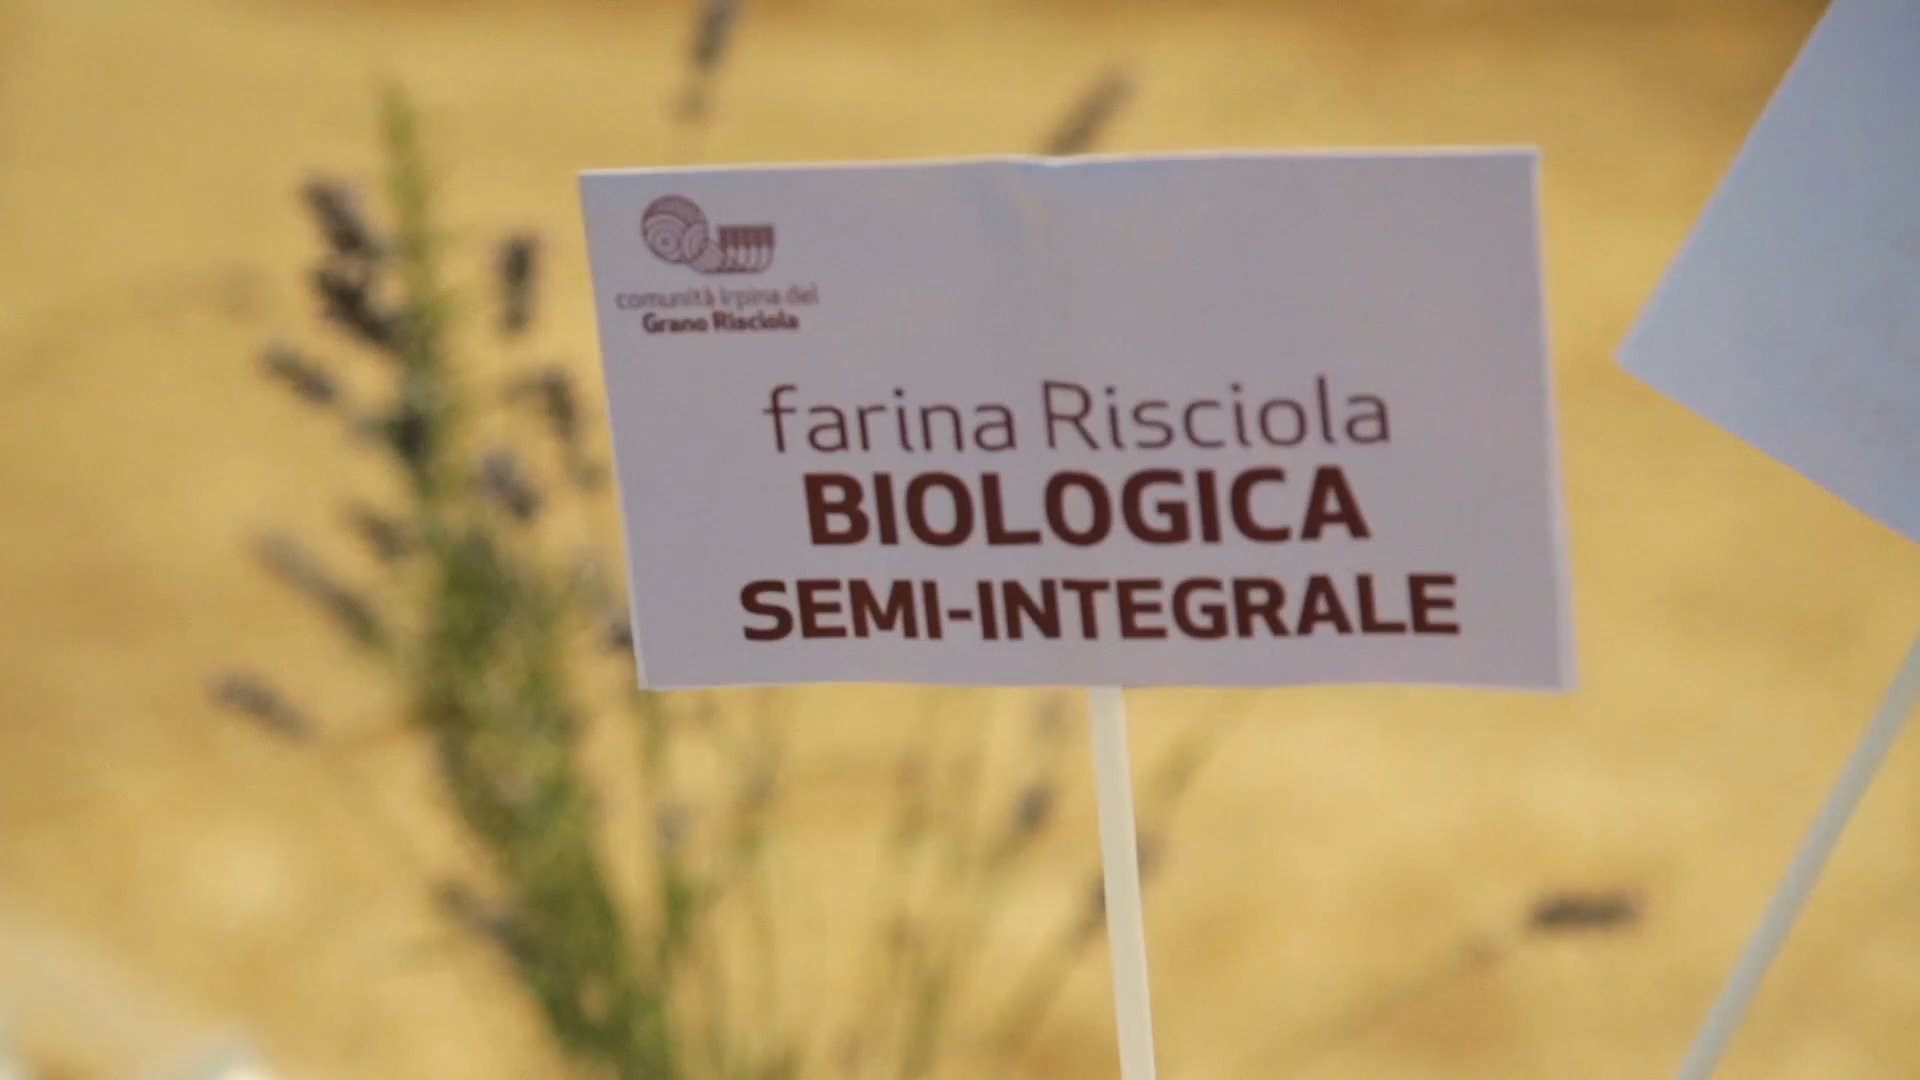 comunità irpina del
Grano Risciola
farina Risciola
BIOLOGICA
SEMI-INTEGRALE